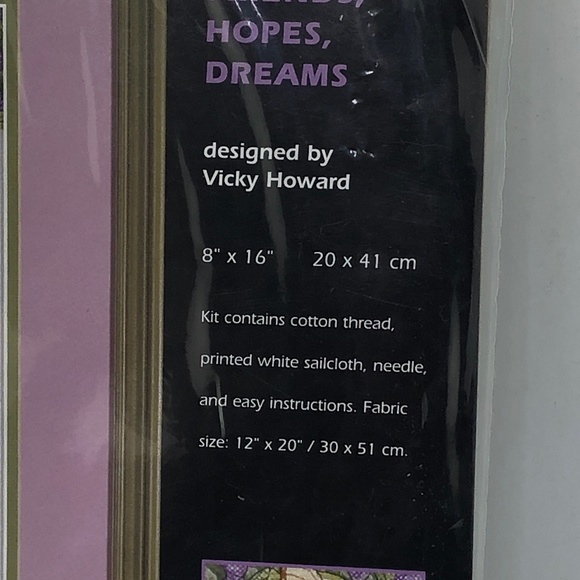 HOPES,
DREAMS
designed by
Vicky Howard
8" x 16" 20 x 41 cm
Kit contains cotton thread,
printed white sailcloth, needle,
and easy instructions. Fabric
size: 12" x 20" / 30 x 51 cm.